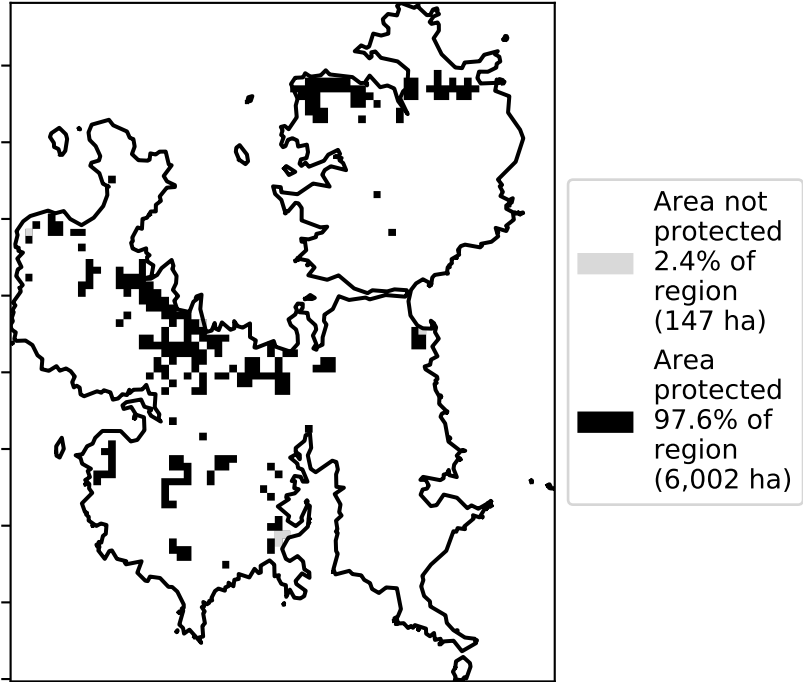 Area not
protected
2.4% of
region
(147 ha)
Area
protected
97.6% of
region
(6,002 ha)